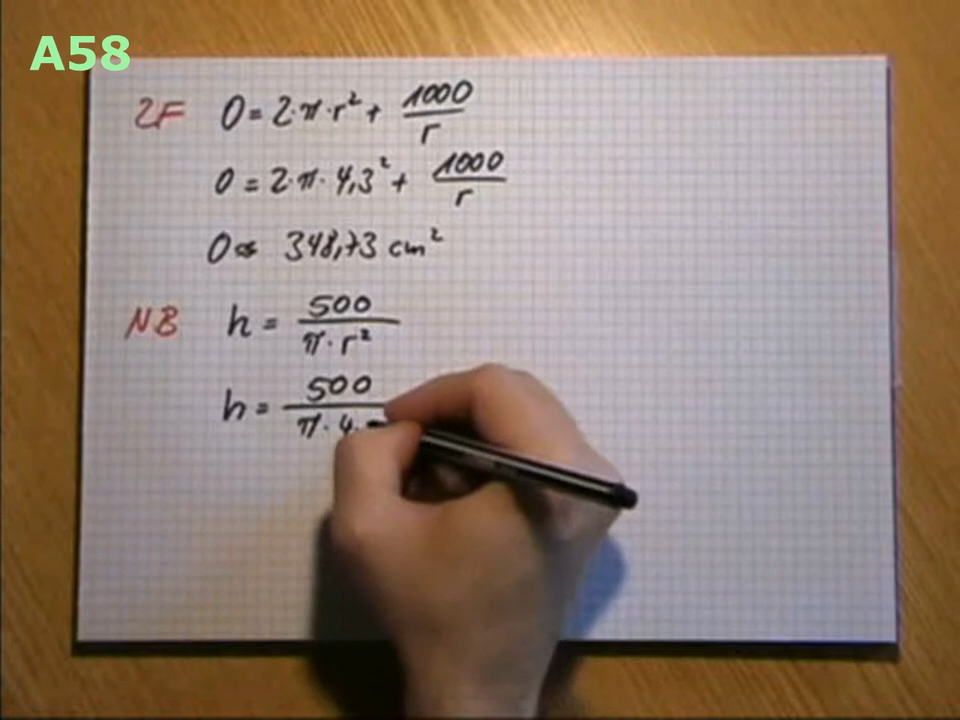 A58
ZF O = 2·π·r² + 1000/r
O = 2·π·4,3² + 1000/r
O ≈ 348,73 cm²
NB h = 500/π·r²
h = 500/π·4,